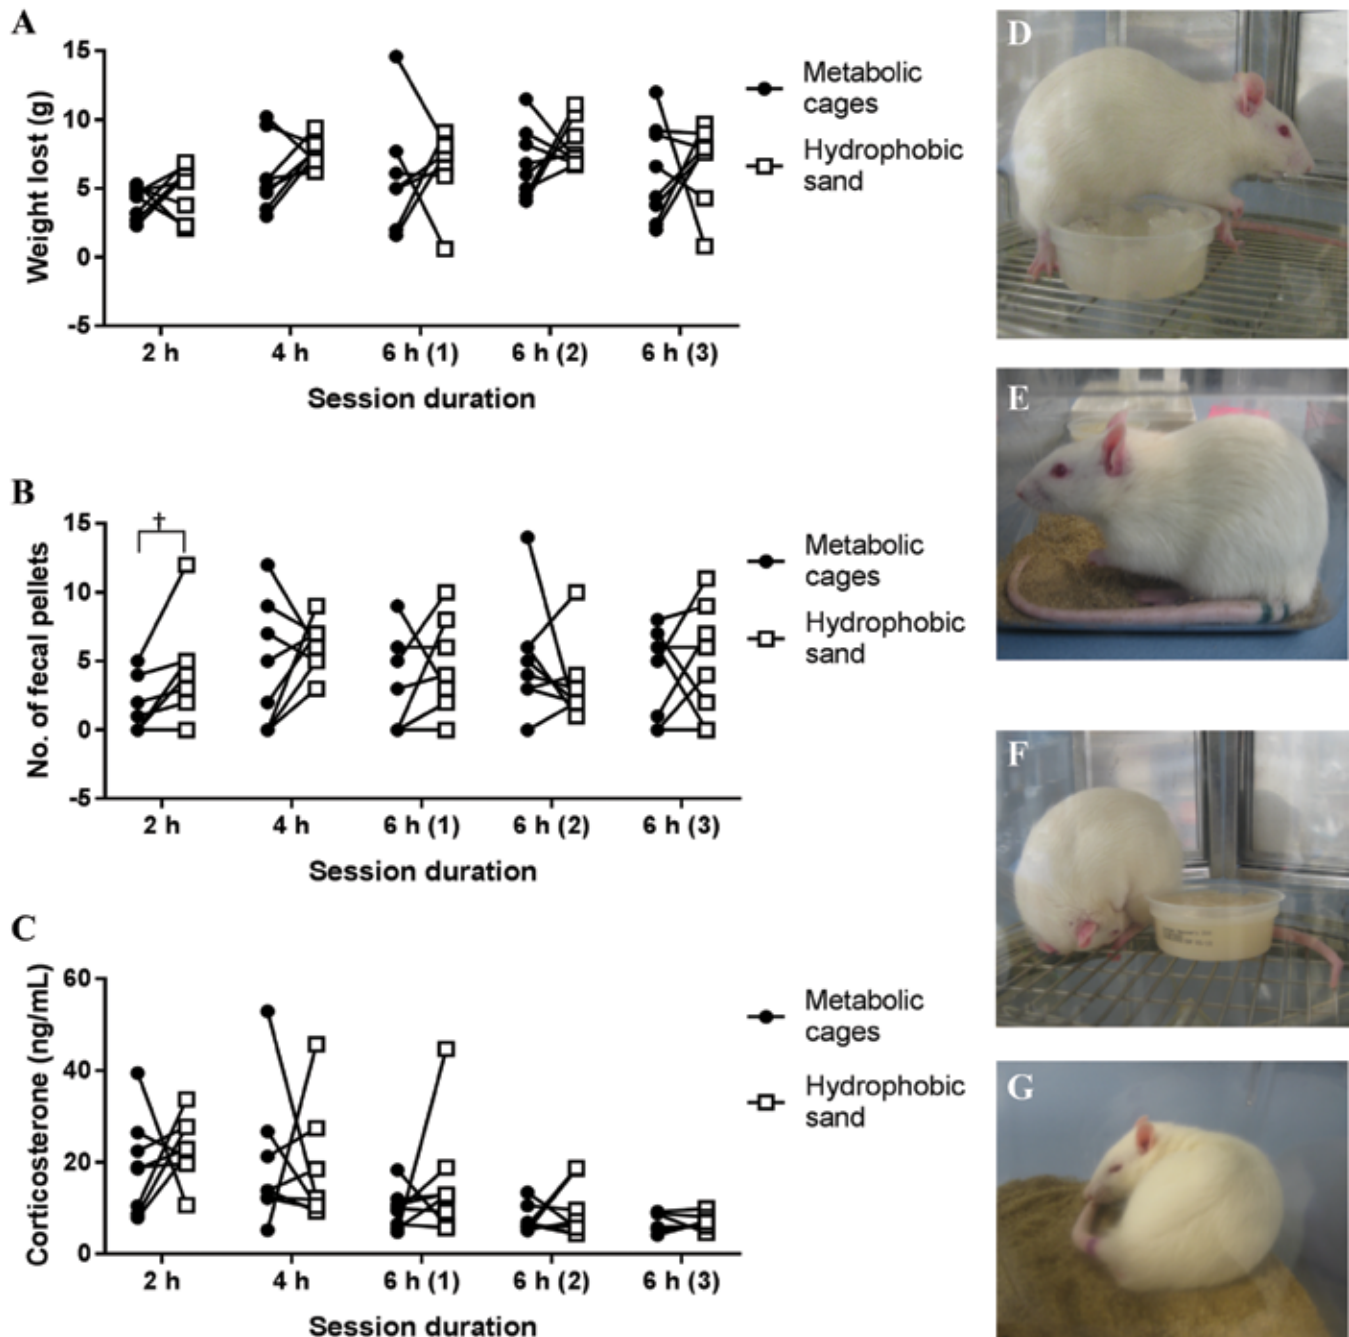 A
15
10
5
0
-5
Weight lost (g)
2 h 4 h 6 h (1) 6 h (2) 6 h (3)
Session duration
Metabolic
cages
Hydrophobic
sand
B
†
15
10
5
0
-5
No. of fecal pellets
2 h 4 h 6 h (1) 6 h (2) 6 h (3)
Session duration
Metabolic
cages
Hydrophobic
sand
C
60
40
20
0
Corticosterone (ng/mL)
2 h 4 h 6 h (1) 6 h (2) 6 h (3)
Session duration
Metabolic
cages
Hydrophobic
sand
D
E
F
G